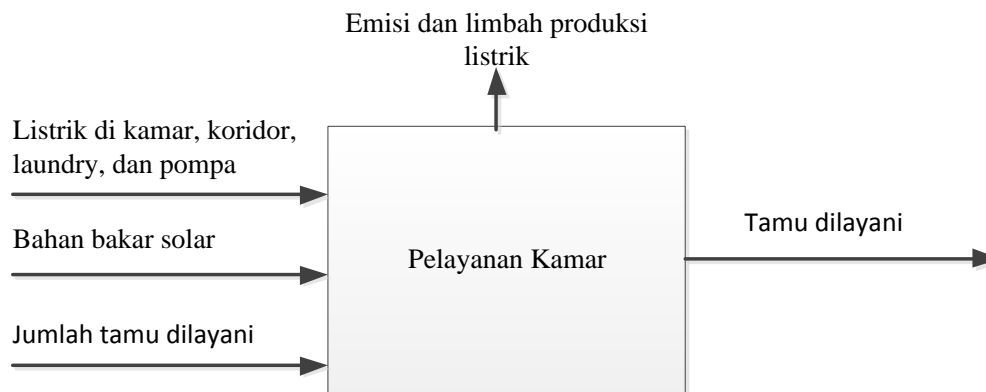 Emisi dan limbah produksi
listrik
Listrik di kamar, koridor,
laundry, dan pompa
Bahan bakar solar
Jumlah tamu dilayani
Pelayanan Kamar
Tamu dilayani